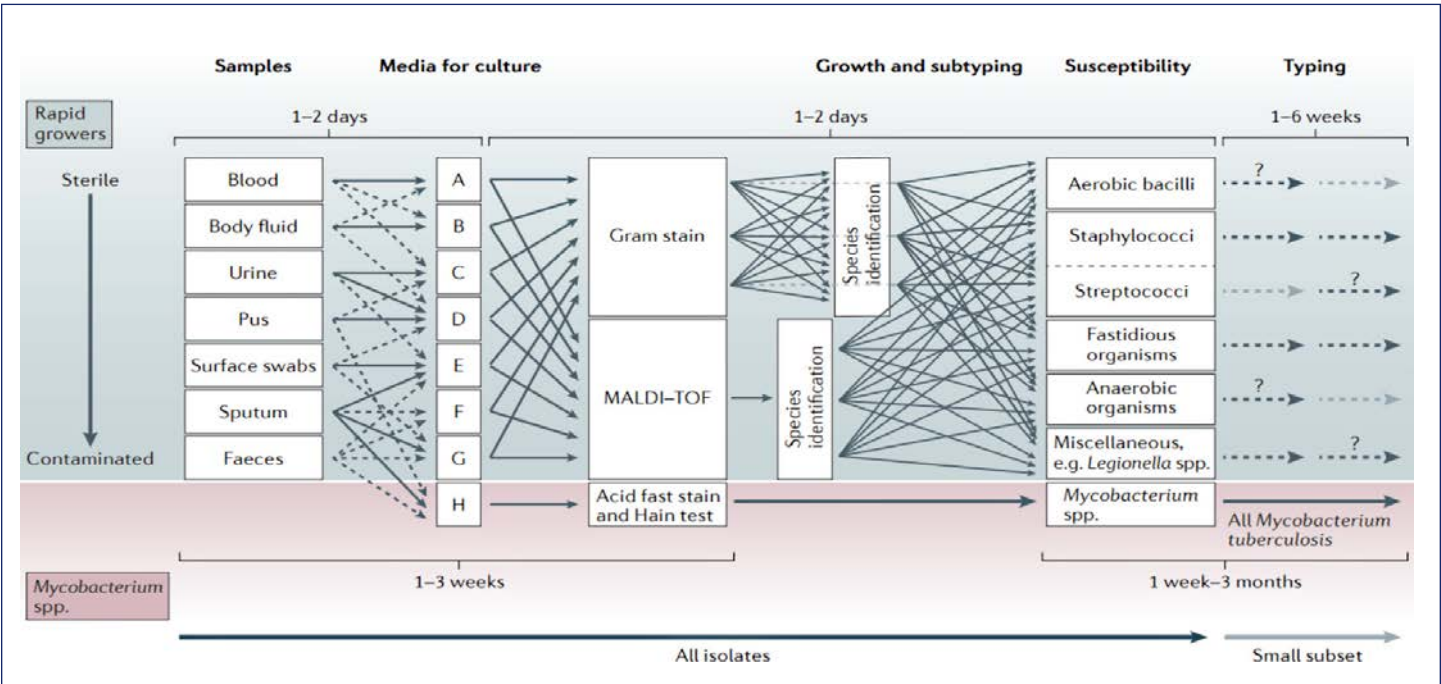 Samples
Media for culture
Growth and subtyping
Susceptibility
Typing
Rapid
growers
1–2 days
1–2 days
1–6 weeks
Sterile
Contaminated
Blood
Body fluid
Urine
Pus
Surface swabs
Sputum
Faeces
A
B
C
D
E
F
G
H
Gram stain
MALDI–TOF
Acid fast stain
and Hain test
Species
identification
Species
identification
Aerobic bacilli
Staphylococci
Streptococci
Fastidious
organisms
Anaerobic
organisms
Miscellaneous,
e.g. Legionella spp.
Mycobacterium
spp.
?
?
?
?
All Mycobacterium
tuberculosis
Mycobacterium
spp.
1–3 weeks
1 week–3 months
All isolates
Small subset